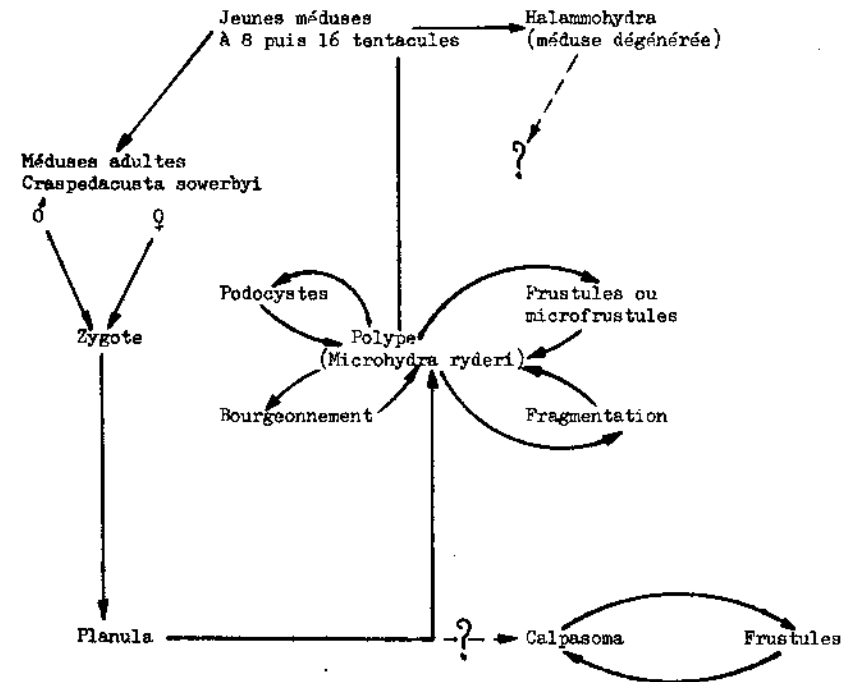 Jeunes méduses
À 8 puis 16 tentacules
Halammohydra
(méduse dégénérée)
?
Méduses adultes
Craspedacusta sowerbyi
♂ ♀
Zygote
Podocystes
Frustules ou
microfrustules
Polype
(Microhydra ryderi)
Bourgeonnement
Fragmentation
Planula
?
Calpasoma
Frustules